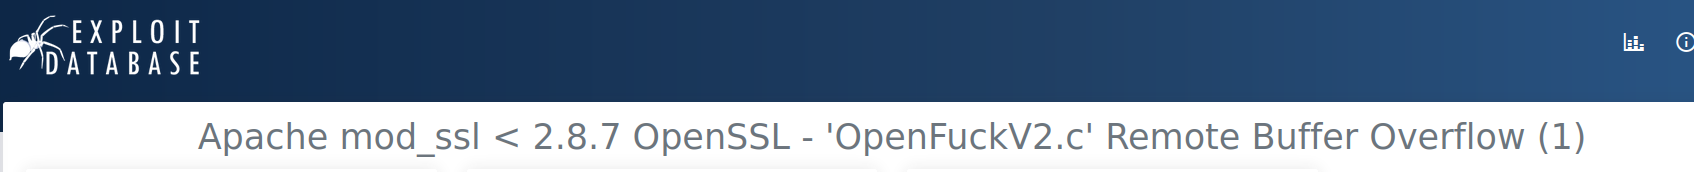 EXPLOIT
DATABASE
Apache mod_ssl < 2.8.7 OpenSSL - 'OpenFuckV2.c' Remote Buffer Overflow (1)